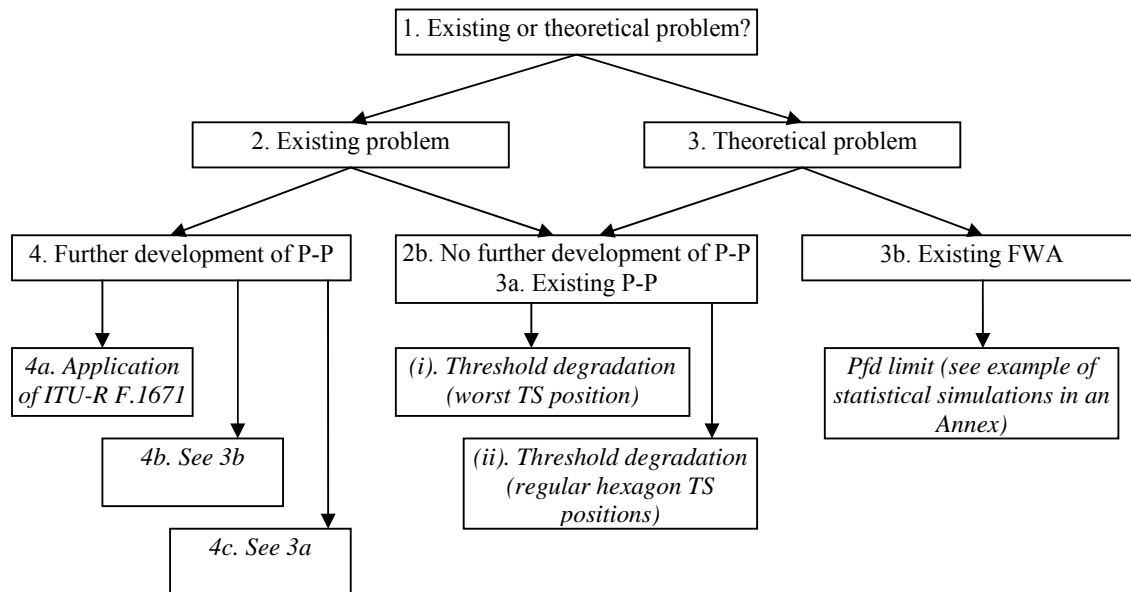 1. Existing or theoretical problem?
2. Existing problem
3. Theoretical problem
4. Further development of P-P
2b. No further development of P-P
3a. Existing P-P
3b. Existing FWA
4a. Application
of ITU-R F.1671
(i). Threshold degradation
(worst TS position)
Pfd limit (see example of
statistical simulations in an
Annex)
4b. See 3b
(ii). Threshold degradation
(regular hexagon TS
positions)
4c. See 3a